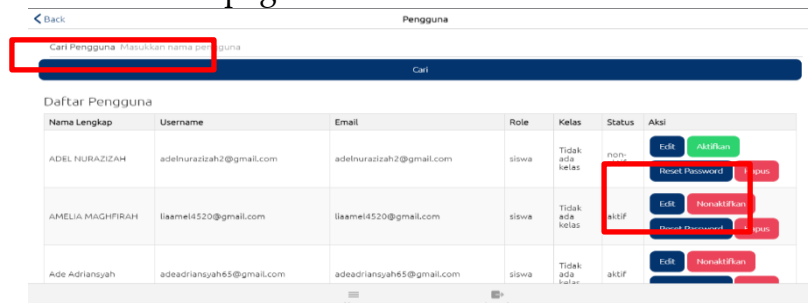 Back Pengguna
Cari Pengguna Masukkan nama pengguna
Cari
Daftar Pengguna
Nama Lengkap Username Email Role Kelas Status Aksi
ADEL NURAZIZAH adelnurazizah2@gmail.com adelnurazizah2@gmail.com siswa Tidak ada kelas non- Edit Aktifkan
Reset Password
AMELIA MAGHFIRAH liaamel4520@gmail.com liaamel4520@gmail.com siswa Tidak ada kelas aktif Edit Nonaktifkan
Reset Password
Ade Adriansyah adeadriansyah65@gmail.com adeadriansyah65@gmail.com siswa Tidak ada kelas aktif Edit Nonaktifkan